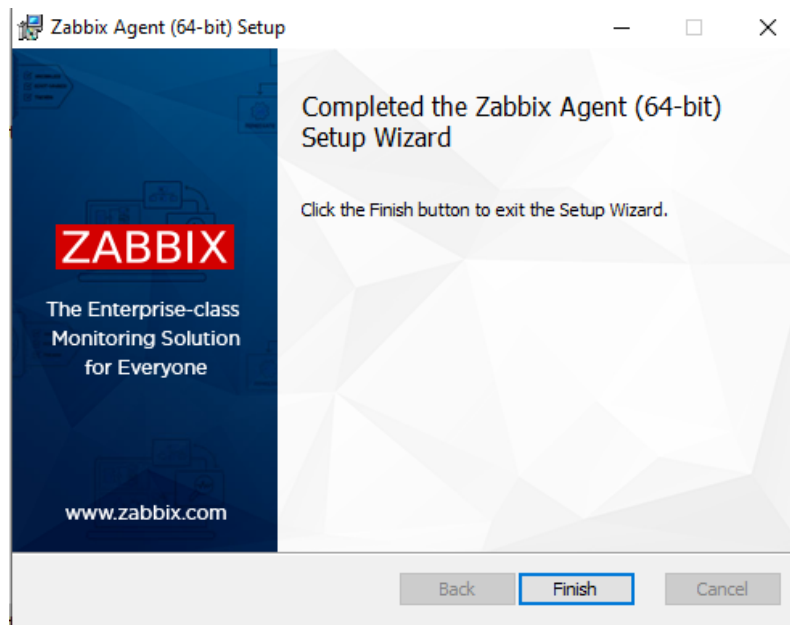 Zabbix Agent (64-bit) Setup
Completed the Zabbix Agent (64-bit)
Setup Wizard
Click the Finish button to exit the Setup Wizard.
ZABBIX
The Enterprise-class
Monitoring Solution
for Everyone
www.zabbix.com
Back
Finish
Cancel